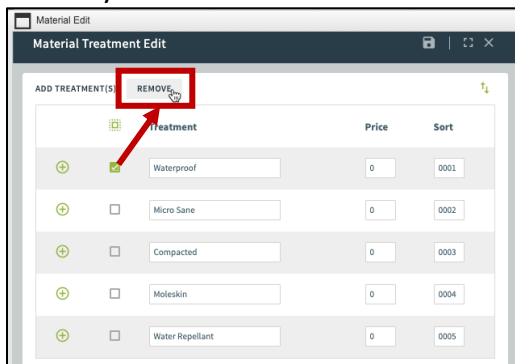 Material Edit
Material Treatment Edit
ADD TREATMENT(S) REMOVE
Treatment Price Sort
Waterproof 0 0001
Micro Sane 0 0002
Compacted 0 0003
Moleskin 0 0004
Water Repellant 0 0005